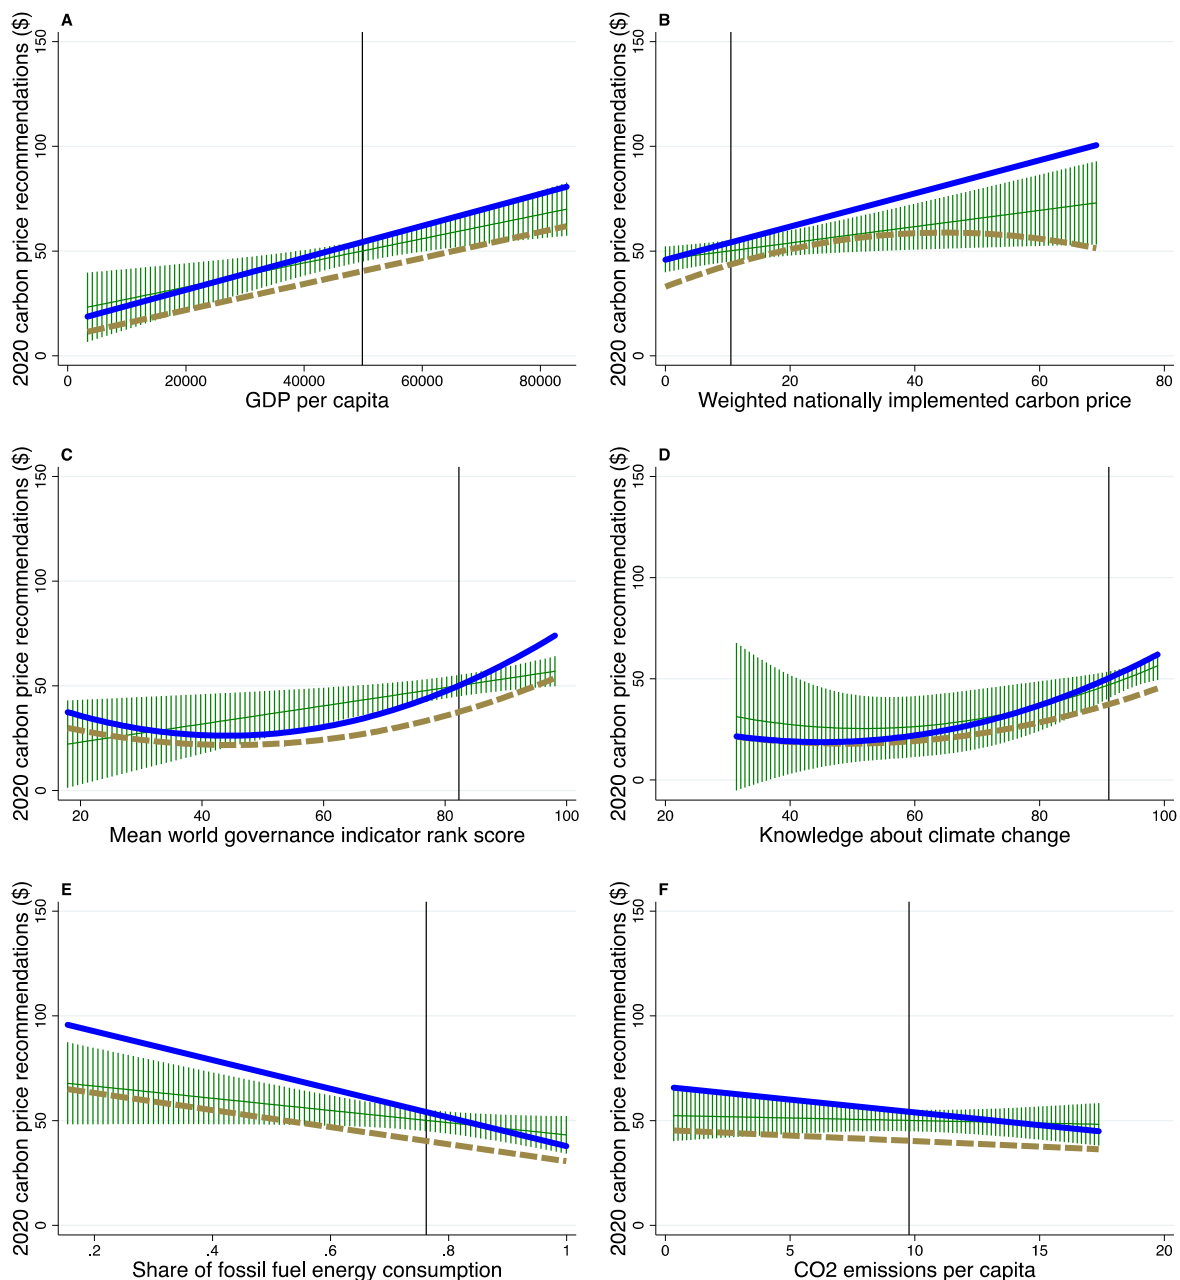 A
2020 carbon price recommendations ($)
150
100
50
0
0 20000 40000 60000 80000
GDP per capita
B
2020 carbon price recommendations ($)
150
100
50
0
0 20 40 60 80
Weighted nationally implemented carbon price
C
2020 carbon price recommendations ($)
150
100
50
0
20 40 60 80 100
Mean world governance indicator rank score
D
2020 carbon price recommendations ($)
150
100
50
0
20 40 60 80 100
Knowledge about climate change
E
2020 carbon price recommendations ($)
150
100
50
0
.2 .4 .6 .8 1
Share of fossil fuel energy consumption
F
2020 carbon price recommendations ($)
150
100
50
0
0 5 10 15 20
CO2 emissions per capita